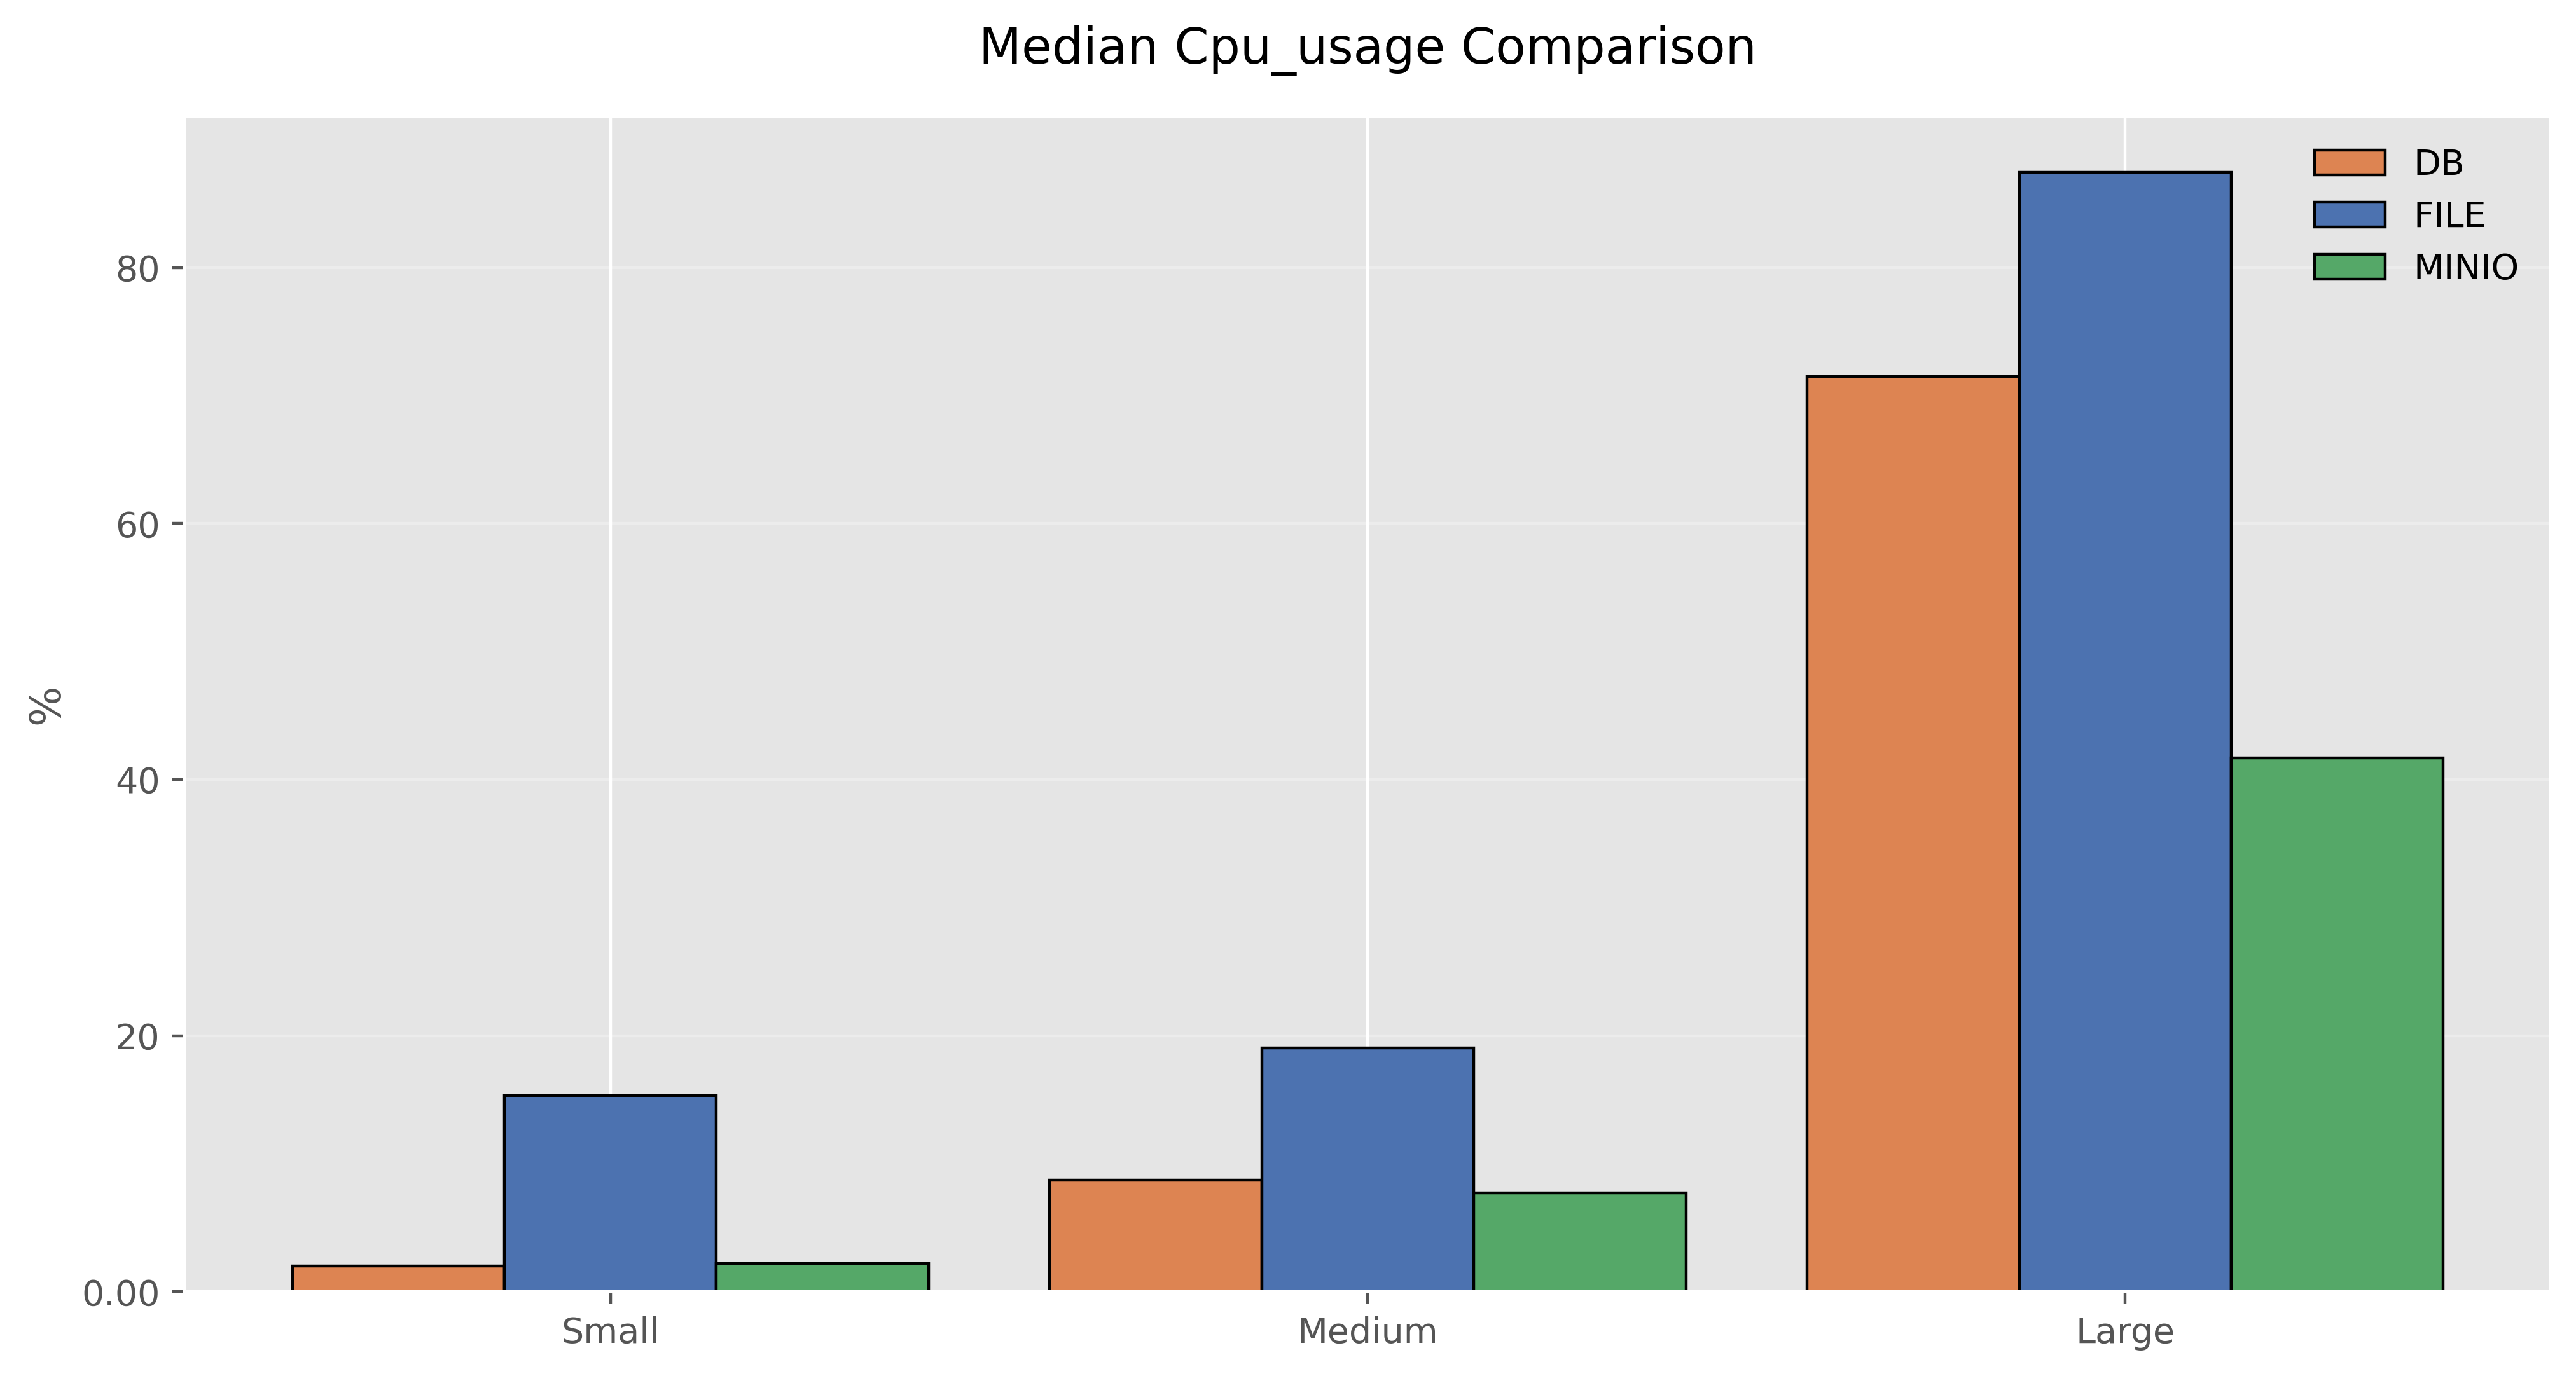 Median Cpu_usage Comparison
DB
FILE
MINIO
80
60
40
20
0.00
%
Small
Medium
Large